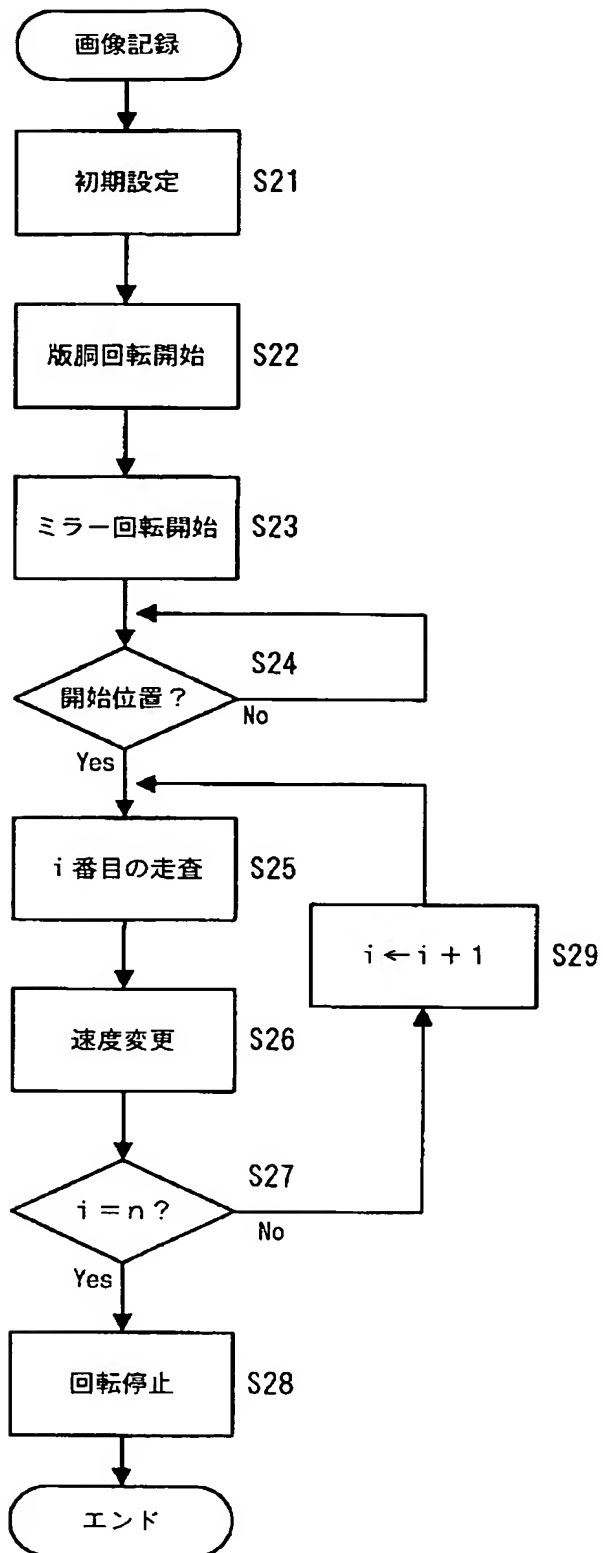 画像記録
初期設定 S21
版胴回転開始 S22
ミラー回転開始 S23
S24
開始位置?
No
Yes
i番目の走査 S25
i←i+1 S29
速度変更 S26
S27
i=n?
No
Yes
回転停止 S28
エンド